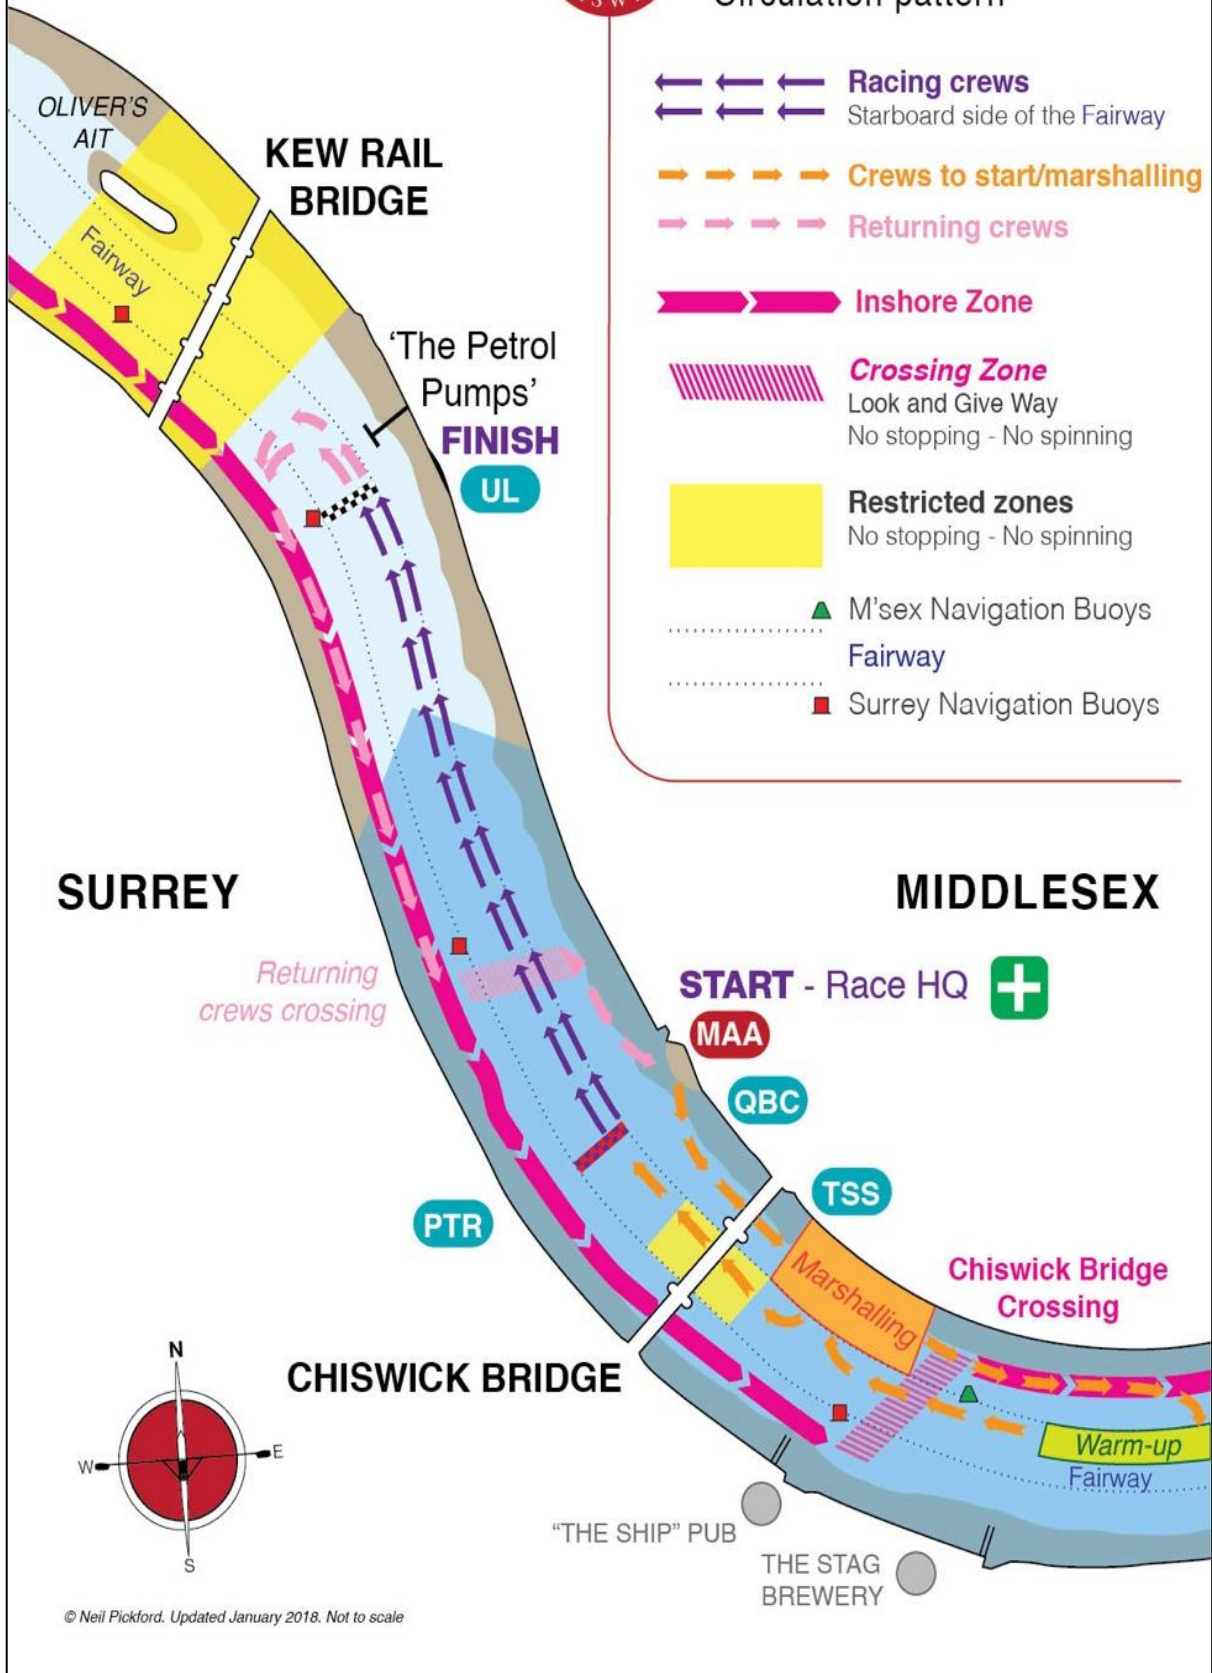 SW
Circulation pattern
Racing crews
Starboard side of the Fairway
Crews to start/marshalling
Returning crews
Inshore Zone
Crossing Zone
Look and Give Way
No stopping - No spinning
Restricted zones
No stopping - No spinning
M'sex Navigation Buoys
Fairway
Surrey Navigation Buoys
OLIVER'S
AIT
KEW RAIL
BRIDGE
Fairway
'The Petrol
Pumps'
FINISH
UL
SURREY
MIDDLESEX
Returning
crews crossing
START - Race HQ
MAA
QBC
TSS
PTR
Marshalling
Chiswick Bridge
Crossing
CHISWICK BRIDGE
Warm-up
Fairway
N
W
E
S
"THE SHIP" PUB
THE STAG
BREWERY
© Neil Pickford. Updated January 2018. Not to scale